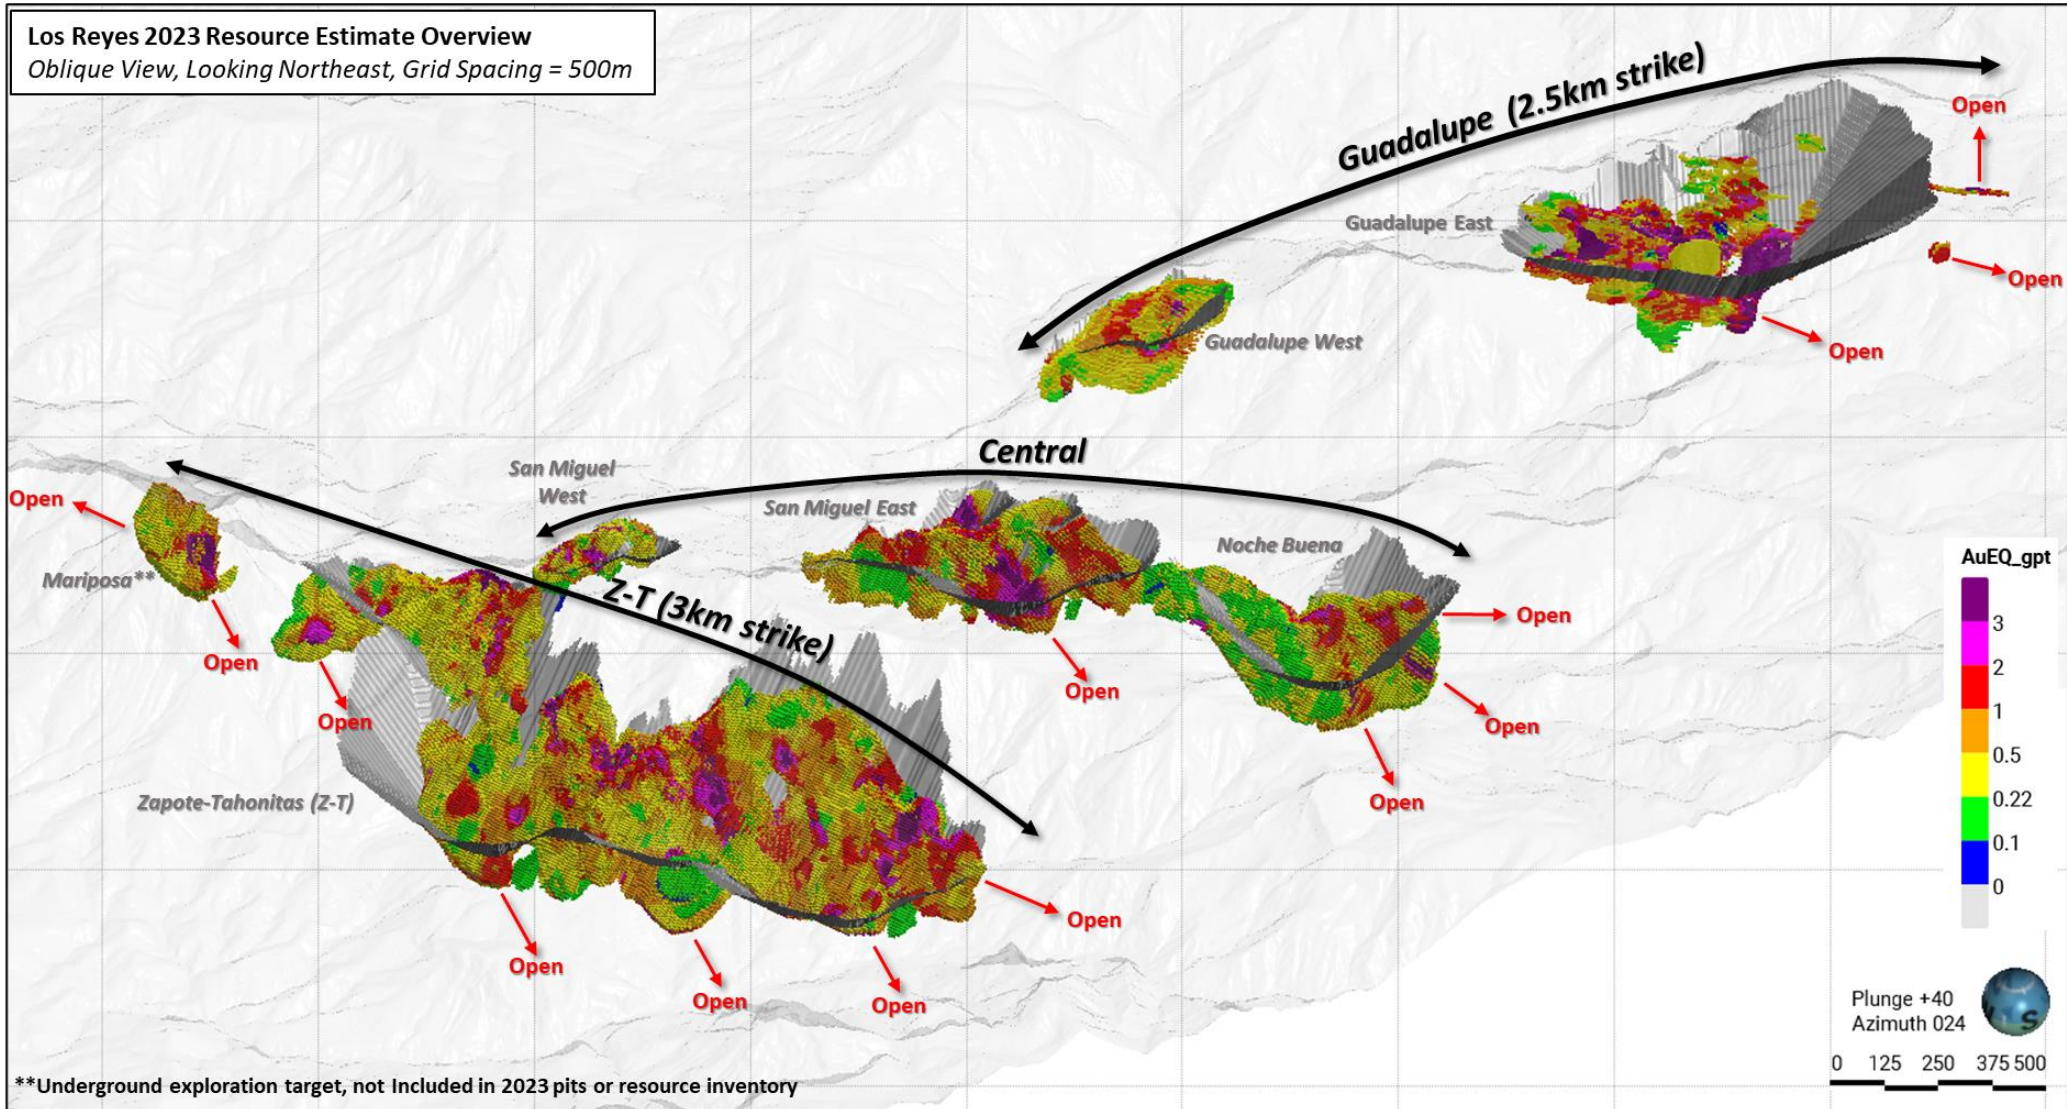 Los Reyes 2023 Resource Estimate Overview
Oblique View, Looking Northeast, Grid Spacing = 500m
Guadalupe (2.5km strike)
Open
Guadalupe East
Open
Guadalupe West
Open
Central
San Miguel
West
Open
San Miguel East
Noche Buena
AuEQ_gpt
Mariposa**
Z-T (3km strike)
Open
3
Open
Open
2
Open
Open
1
Open
0.5
Zapote-Tahonitas (Z-T)
Open
0.22
0.1
0
Open
Open
Open
Open
Plunge +40
Azimuth 024
S
0 125 250 375 500
**Underground exploration target, not Included in 2023 pits or resource inventory